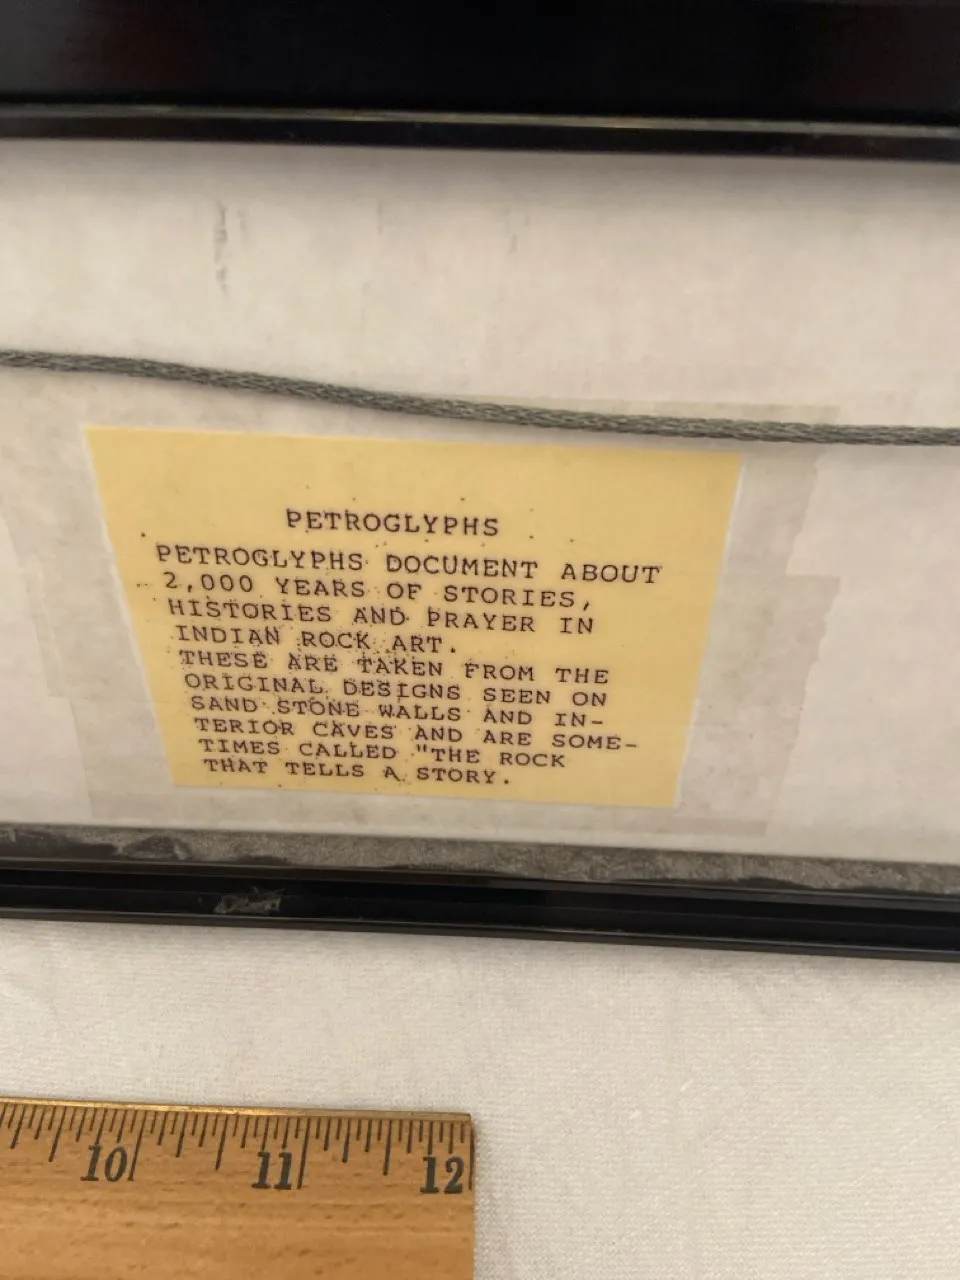 PETROGLYPHS
PETROGLYPHS DOCUMENT ABOUT
2,000 YEARS OF STORIES,
HISTORIES AND PRAYER IN
INDIAN ROCK ART.
THESE ARE TAKEN FROM THE
ORIGINAL DESIGNS SEEN ON
SAND STONE WALLS AND IN-
TERIOR CAVES AND ARE SOME-
TIMES CALLED "THE ROCK
THAT TELLS A STORY.
10 11 12